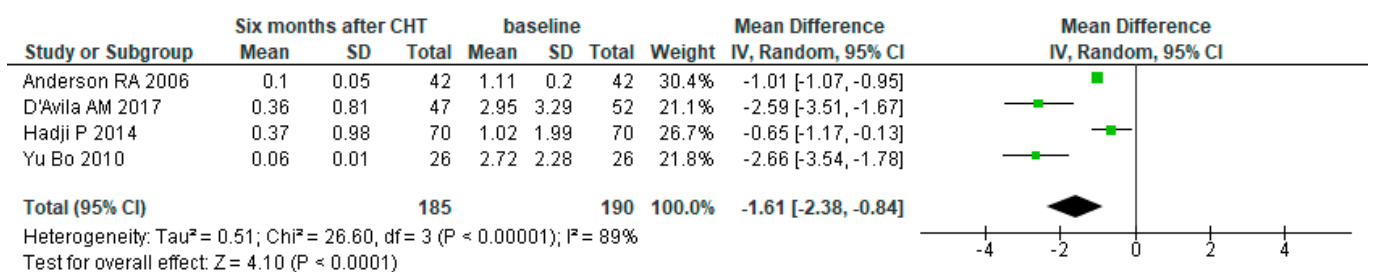 Six months after CHT baseline Mean Difference Mean Difference
Study or Subgroup Mean SD Total Mean SD Total Weight IV, Random, 95% CI IV, Random, 95% CI
Anderson RA 2006 0.1 0.05 42 1.11 0.2 42 30.4% -1.01 [-1.07, -0.95]
D'Avila AM 2017 0.36 0.81 47 2.95 3.29 52 21.1% -2.59 [-3.51, -1.67]
Hadji P 2014 0.37 0.98 70 1.02 1.99 70 26.7% -0.65 [-1.17, -0.13]
Yu Bo 2010 0.06 0.01 26 2.72 2.28 26 21.8% -2.66 [-3.54, -1.78]
Total (95% CI) 185 190 100.0% -1.61 [-2.38, -0.84]
Heterogeneity: Tau² = 0.51; Chi² = 26.60, df = 3 (P < 0.00001); I² = 89%
Test for overall effect: Z = 4.10 (P < 0.0001)
-4 -2 0 2 4